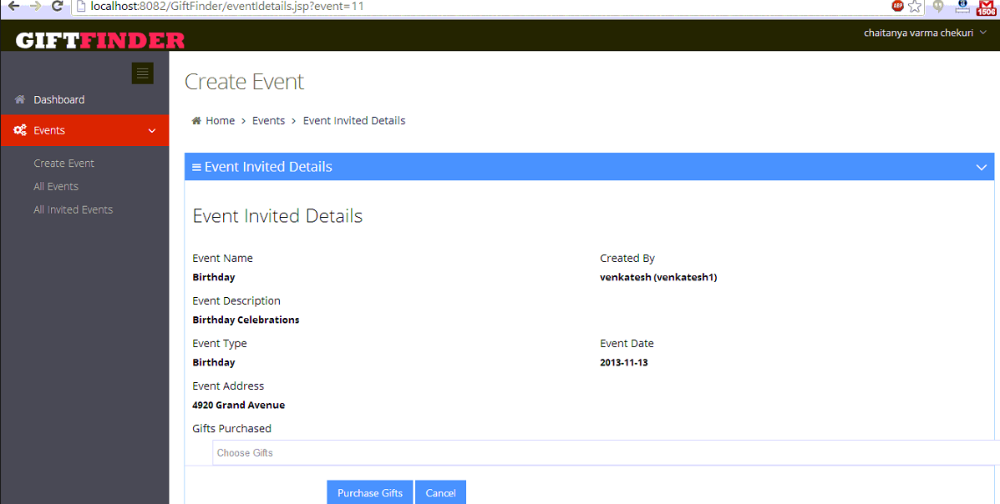 localhost:8082/GiftFinder/eventIdetails.jsp?event=11
ABP
a
1506
GIFTFINDER
chaitanya varma chekuri
Create Event
Dashboard
Home > Events > Event Invited Details
Events
Create Event
All Events
All Invited Events
Event Invited Details
Event Invited Details
Event Name
Created By
Birthday
venkatesh (venkatesh1)
Event Description
Birthday Celebrations
Event Type
Event Date
Birthday
2013-11-13
Event Address
4920 Grand Avenue
Gifts Purchased
Choose Gifts
Purchase Gifts
Cancel